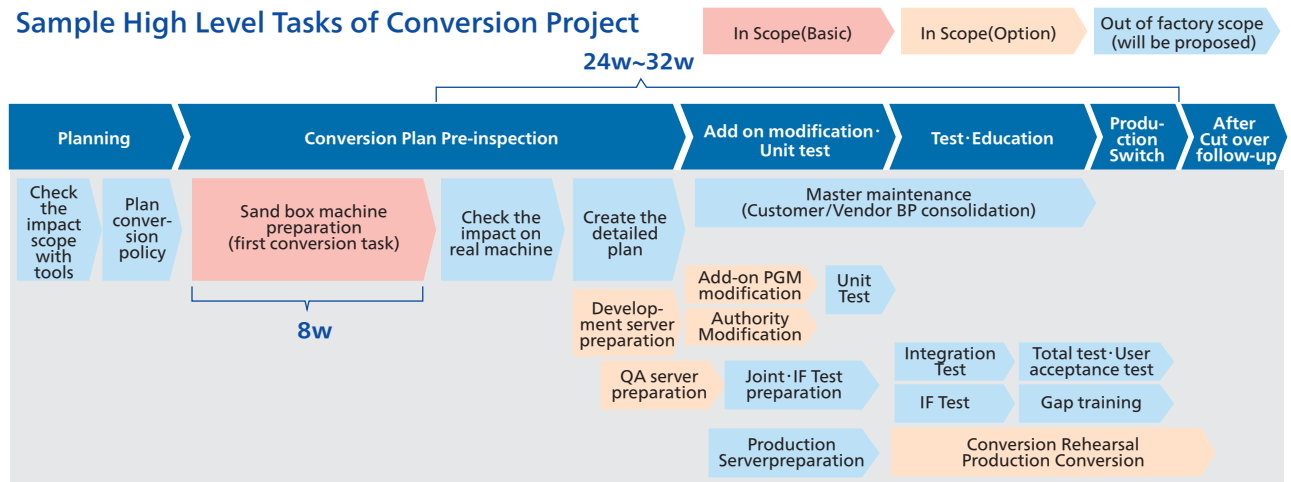 Sample High Level Tasks of Conversion Project
In Scope(Basic)
In Scope(Option)
Out of factory scope
(will be proposed)
24w~32w
Planning
Conversion Plan Pre-inspection
Add on modification·
Unit test
Test·Education
Produ-
ction
Switch
After
Cut over
follow-up
Check
the
impact
scope
with
tools
Plan
conver-
sion
policy
Sand box machine
preparation
(first conversion task)
Check the
impact on
real machine
Create the
detailed
plan
Master maintenance
(Customer/Vendor BP consolidation)
8w
Develop-
ment server
preparation
Add-on PGM
modification
Authority
Modification
Unit
Test
QA server
preparation
Joint·IF Test
preparation
Integration
Test
Total test·User
acceptance test
IF Test
Gap training
Production
Serverpreparation
Conversion Rehearsal
Production Conversion